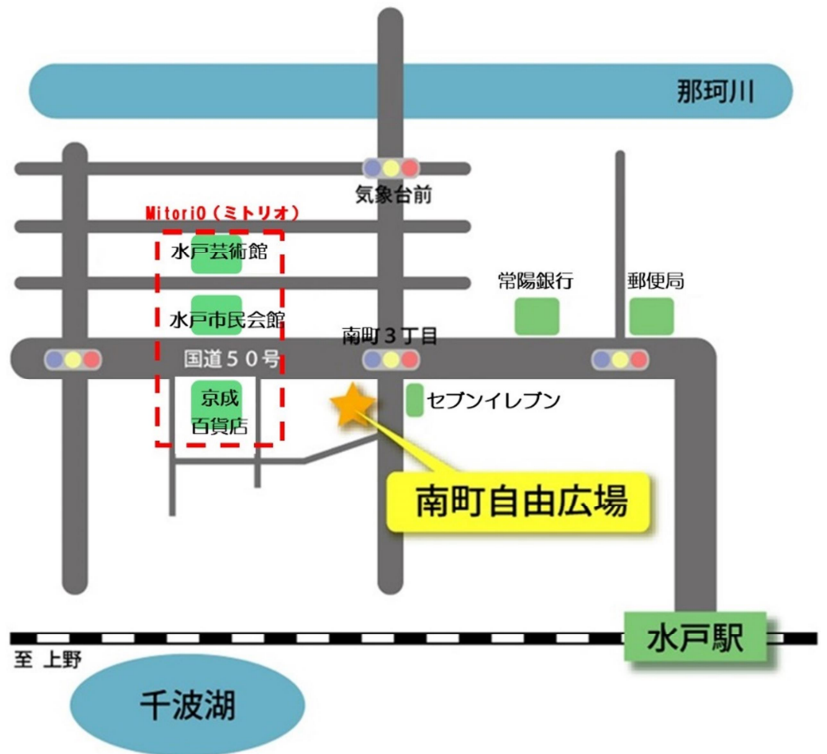 那珂川
気象台前
MitoriO(ミトリオ)
水戸芸術館
常陽銀行
郵便局
水戸市民会館
南町3丁目
国道50号
京成
百貨店
セブンイレブン
南町自由広場
水戸駅
至 上野
千波湖